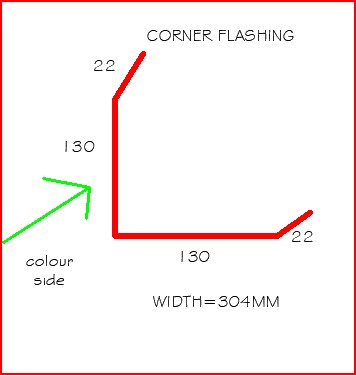 CORNER FLASHING
22
130
22
130
colour
side
WIDTH=304MM